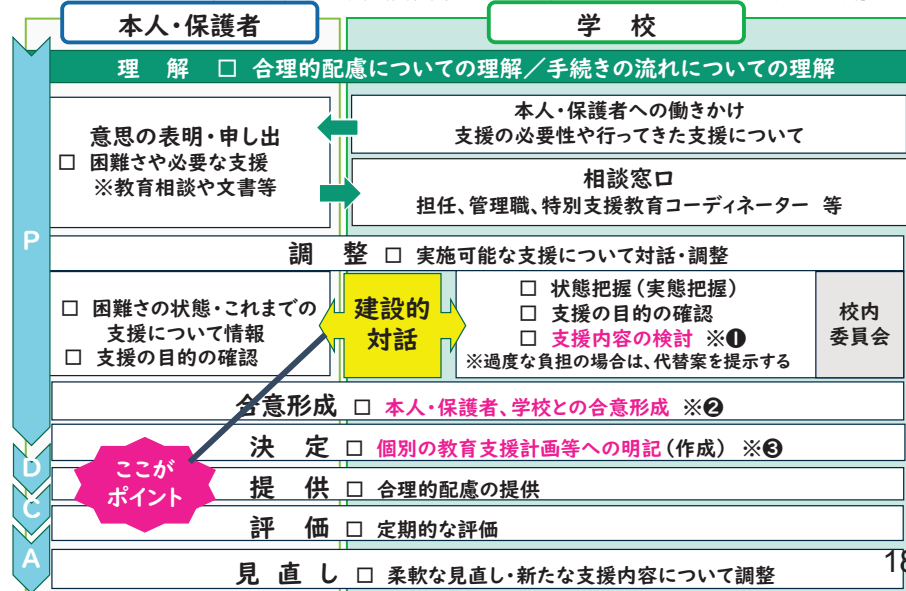 本人・保護者
学 校
理 解 □ 合理的配慮についての理解／手続きの流れについての理解
意思の表明・申し出
□ 困難さや必要な支援
※教育相談や文書等
本人・保護者への働きかけ
支援の必要性や行ってきた支援について
相談窓口
担任、管理職、特別支援教育コーディネーター 等
P
調 整 □ 実施可能な支援について対話・調整
□ 困難さの状態・これまでの
支援について情報
□ 支援の目的の確認
建設的
対話
□ 状態把握（実態把握）
□ 支援の目的の確認
□ 支援内容の検討 ※❶
※過度な負担の場合は、代替案を提示する
校内
委員会
合意形成 □ 本人・保護者、学校との合意形成 ※❷
決 定 □ 個別の教育支援計画等への明記（作成） ※❸
ここが
ポイント
D
提 供 □ 合理的配慮の提供
C
評 価 □ 定期的な評価
A
見 直 し □ 柔軟な見直し・新たな支援内容について調整